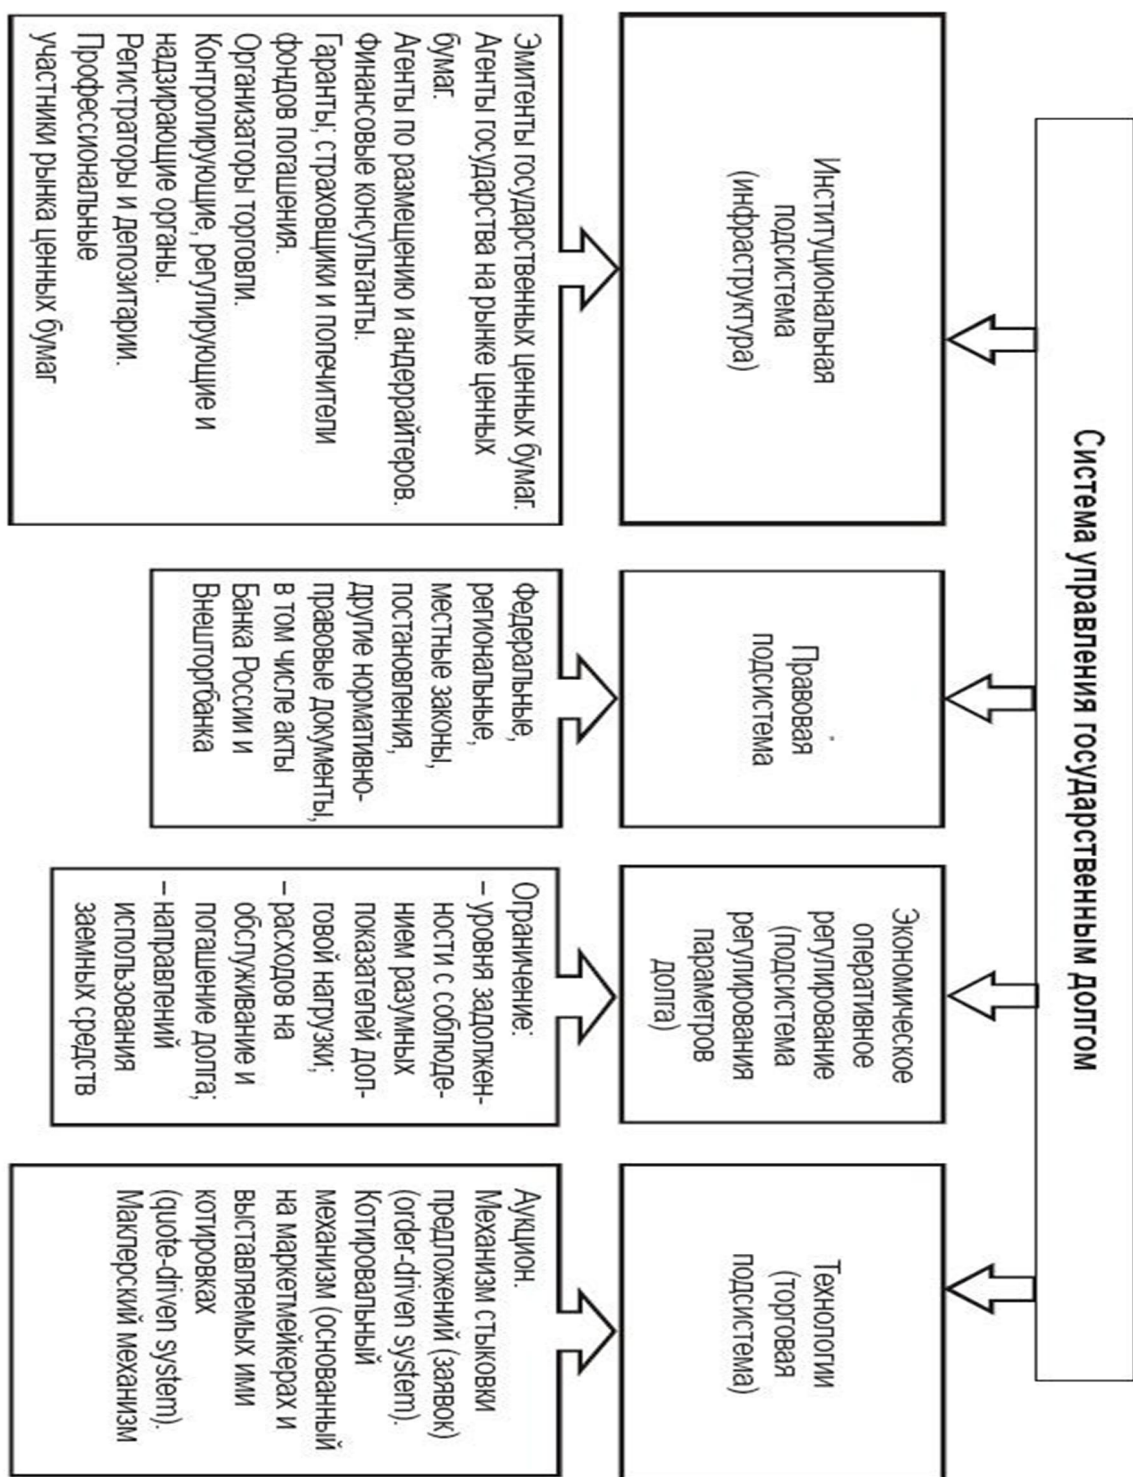 Система управления государственным долгом
Институциональная
подсистема
(инфраструктура)
Правовая
подсистема
Экономическое
оперативное
регулирование
(подсистема
регулирования
параметров
долга)
Технологии
(торговая
подсистема)
Эмитенты государственных ценных бумаг.
Агенты государства на рынке ценных
бумаг.
Агенты по размещению и андеррайтеров.
Финансовые консультанты.
Гаранты; страховщики и попечители
фондов погашения.
Организаторы торговли.
Контролирующие, регулирующие и
надзирающие органы.
Регистраторы и депозитарии.
Профессиональные
участники рынка ценных бумаг
Федеральные,
региональные,
местные законы,
постановления,
другие нормативно-
правовые документы,
в том числе акты
Банка России и
Внешторгбанка
Ограничение:
– уровня задолжен-
ности с соблюде-
нием разумных
показателей дол-
говой нагрузки;
– расходов на
обслуживание и
погашение долга;
– направлений
использования
заемных средств
Аукцион.
Механизм стыковки
предложений (заявок)
(order-driven system).
Котировальный
механизм (основанный
на маркетмейкерах и
выставляемых ими
котировках
(quote-driven system).
Маклерский механизм